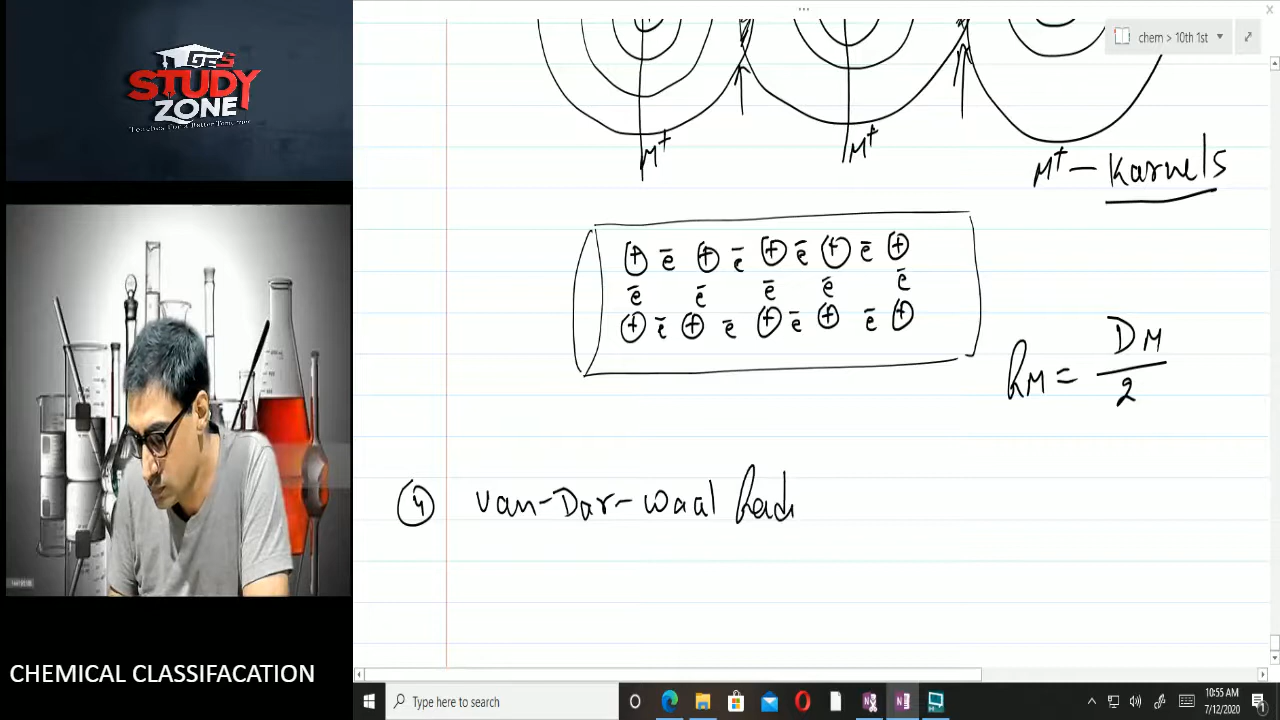 GES
STUDY
ZONE
chem > 10th 1st
M+
M+
M+ – Karnels
+ ē + ē + ē + ē +
ē ē ē ē ē
+ ē + ē + ē + ē +
RM = DM
2
4 Van-Dar-Waal Radi
CHEMICAL CLASSIFACATION
Type here to search
10:55 AM
7/12/2020